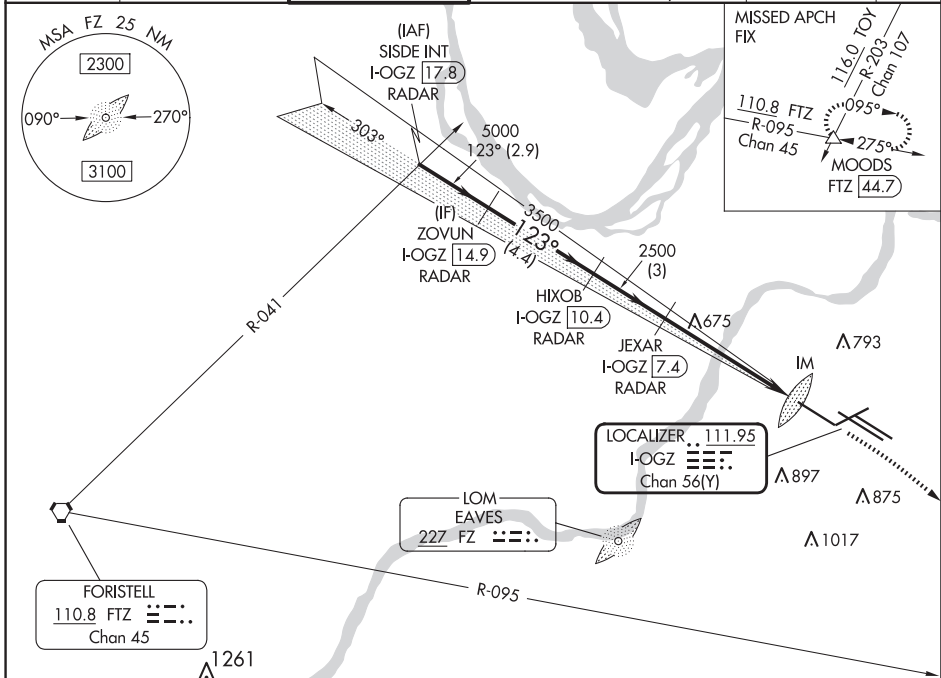 MSA FZ 25 NM
2300
090°
270°
3100
(IAF)
SISDE INT
I-OGZ 17.8
RADAR
303°
5000
123° (2.9)
(IF)
ZOVUN
I-OGZ 14.9
RADAR
3500
123°
(4.4)
HIXOB
I-OGZ 10.4
RADAR
2500
(3)
JEXAR
I-OGZ 7.4
RADAR
675
793
IM
LOCALIZER 111.95
I-OGZ
Chan 56(Y)
897
875
1017
MISSED APCH
FIX
116.0 TOY
R-203
Chan 107
110.8 FTZ
R-095
Chan 45
095°
275°
MOODS
FTZ 44.7
R-041
LOM
EAVES
227 FZ
R-095
FORISTELL
110.8 FTZ
Chan 45
1261